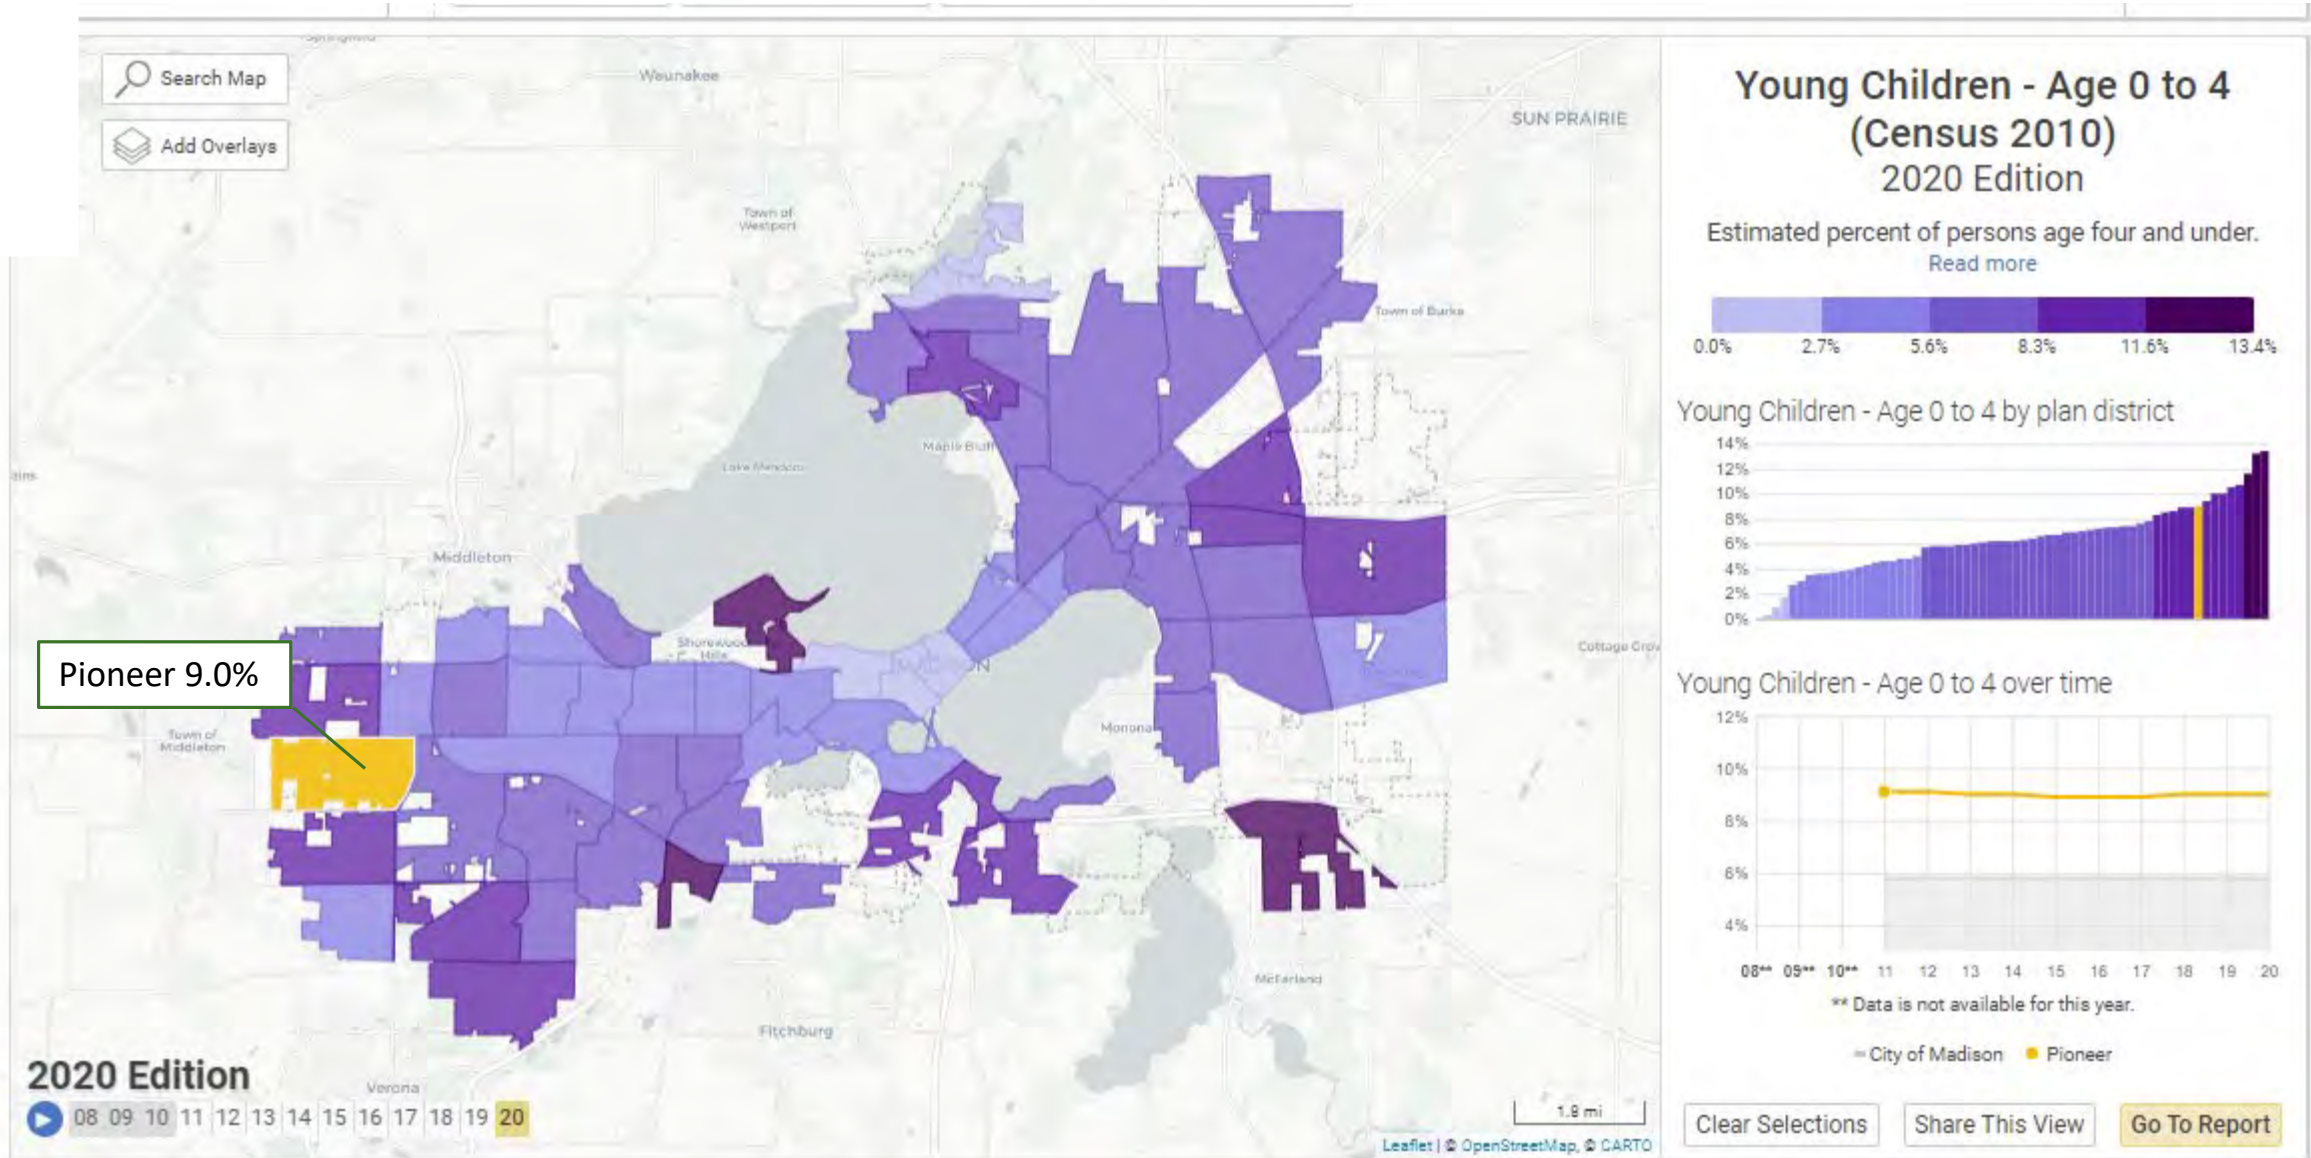 Search Map
Add Overlays
Waunakee
SUN PRAIRIE
Town of
Westport
Town of Burke
Maple Bluff
Lake Mendota
Middleton
Shorewood
Hills
MADISON
Cottage Grov
Pioneer 9.0%
Town of
Middleton
Monona
McFarland
Fitchburg
Verona
2020 Edition
08 09 10 11 12 13 14 15 16 17 18 19 20
1.8 mi
Leaflet | © OpenStreetMap, © CARTO
Young Children - Age 0 to 4
(Census 2010)
2020 Edition
Estimated percent of persons age four and under.
Read more
0.0% 2.7% 5.6% 8.3% 11.6% 13.4%
Young Children - Age 0 to 4 by plan district
14%
12%
10%
8%
6%
4%
2%
0%
Young Children - Age 0 to 4 over time
12%
10%
8%
6%
4%
08** 09** 10** 11 12 13 14 15 16 17 18 19 20
** Data is not available for this year.
City of Madison Pioneer
Clear Selections Share This View Go To Report